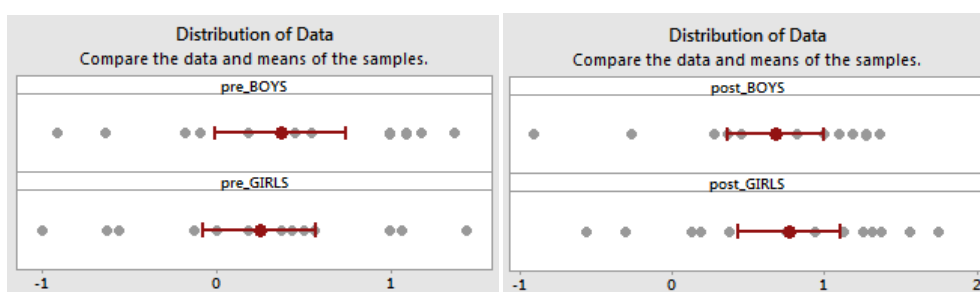 Distribution of Data
Compare the data and means of the samples.
pre_BOYS
pre_GIRLS
-1 0 1
Distribution of Data
Compare the data and means of the samples.
post_BOYS
post_GIRLS
-1 0 1 2